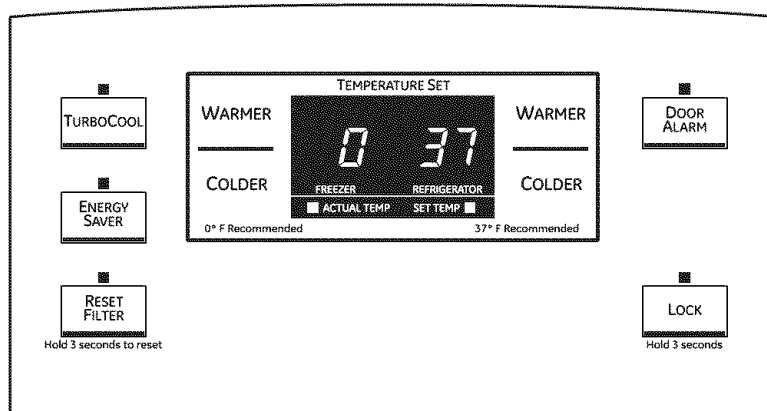 TEMPERATURE SET
TURBOCOOL
WARMER
WARMER
DOOR
ALARM
0 37
COLDER
COLDER
FREEZER REFRIGERATOR
ENERGY
SAVER
ACTUAL TEMP SET TEMP
0° F Recommended 37° F Recommended
RESET
FILTER
LOCK
Hold 3 seconds to reset
Hold 3 seconds